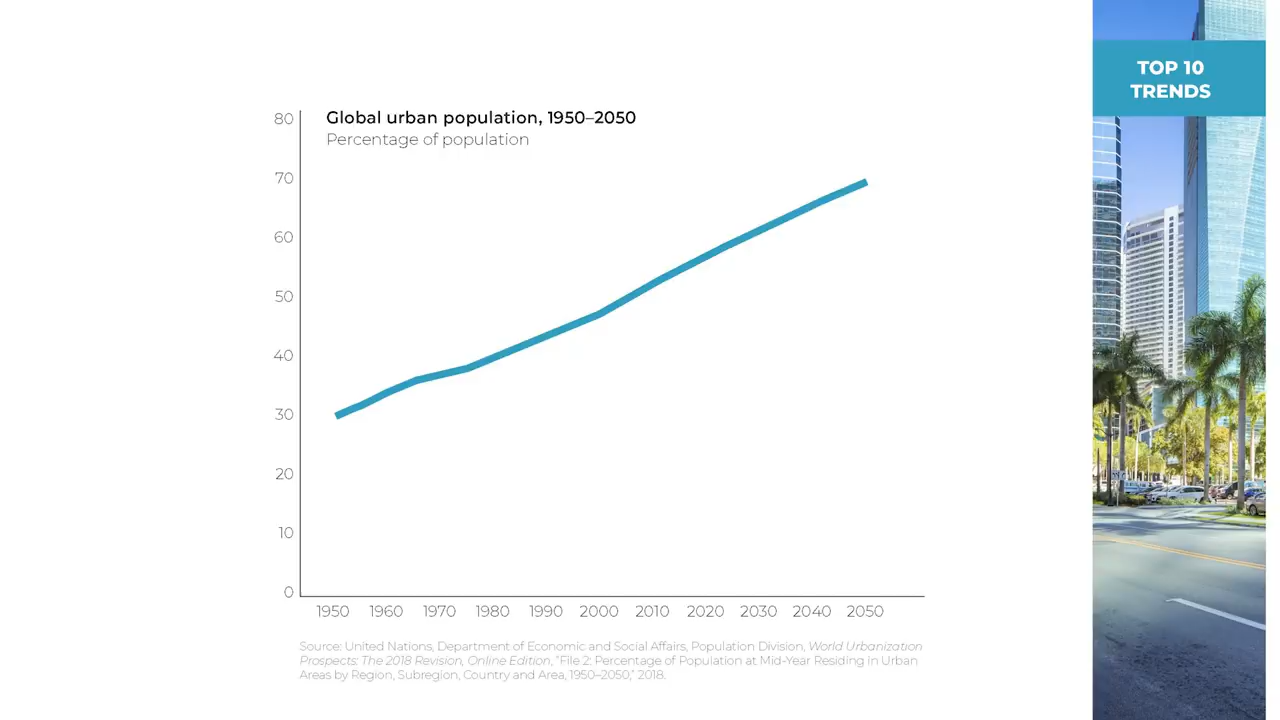 TOP 10
TRENDS
Global urban population, 1950–2050
Percentage of population
80
70
60
50
40
30
20
10
0
1950 1960 1970 1980 1990 2000 2010 2020 2030 2040 2050
Source: United Nations, Department of Economic and Social Affairs, Population Division, World Urbanization
Prospects: The 2018 Revision, Online Edition, “File 2: Percentage of Population at Mid-Year Residing in Urban
Areas by Region, Subregion, Country and Area, 1950–2050,” 2018.